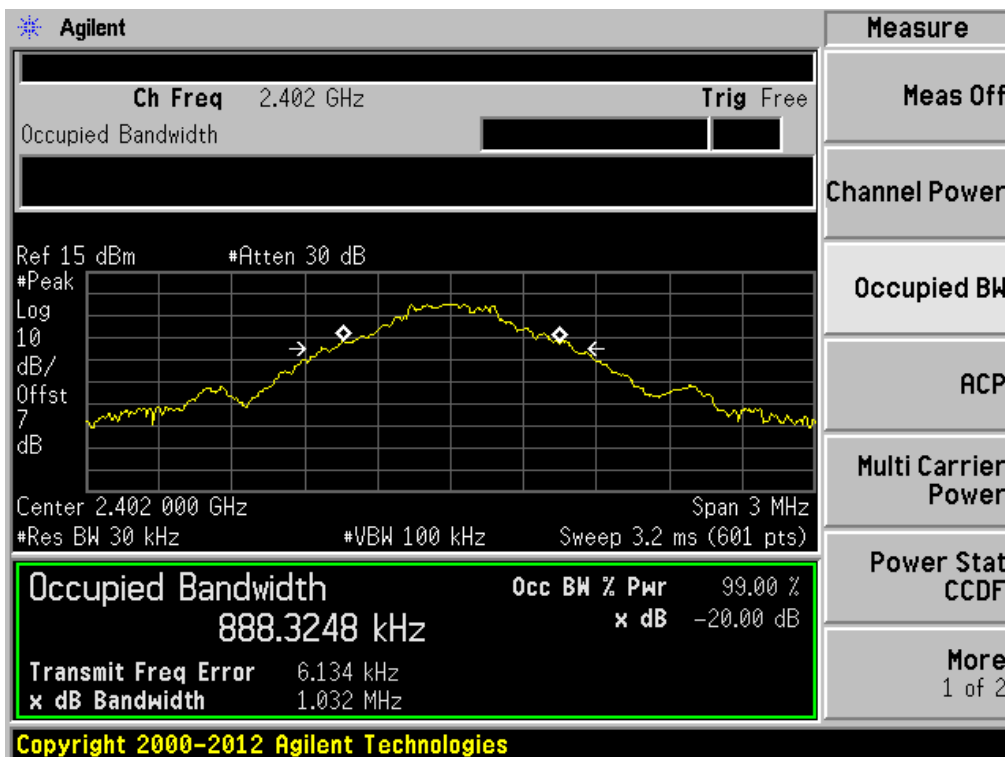 Agilent
Measure
Ch Freq 2.402 GHz Trig Free
Occupied Bandwidth
Meas Off
Channel Power
Occupied BW
ACP
Multi Carrier
Power
Power Stat
CCDF
More
1 of 2
Ref 15 dBm #Atten 30 dB
#Peak
Log
10
dB/
Offst
7
dB
Center 2.402 000 GHz Span 3 MHz
#Res BW 30 kHz #VBW 100 kHz Sweep 3.2 ms (601 pts)
Occupied Bandwidth
888.3248 kHz
Occ BW % Pwr 99.00 %
x dB -20.00 dB
Transmit Freq Error 6.134 kHz
x dB Bandwidth 1.032 MHz
Copyright 2000-2012 Agilent Technologies